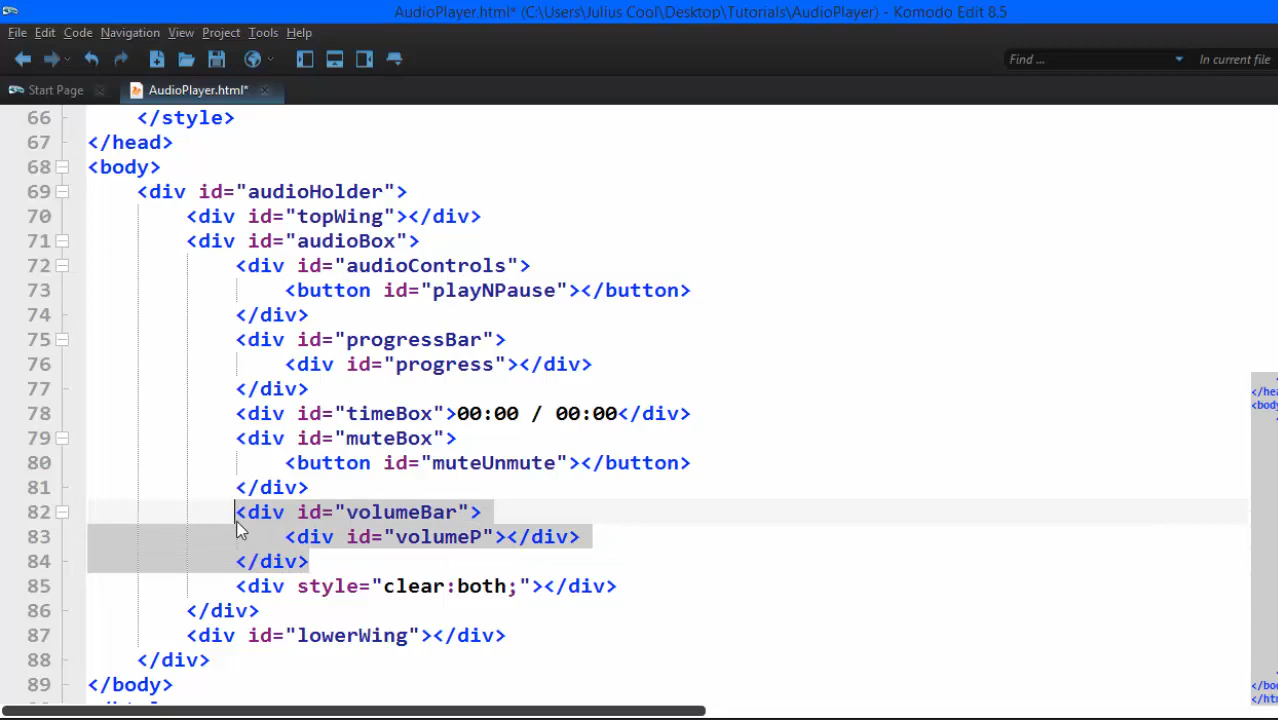 AudioPlayer.html* (C:\Users\Julius Cool\Desktop\Tutorials\AudioPlayer) - Komodo Edit 8.5
File Edit Code Navigation View Project Tools Help
Find ... In current file
Start Page AudioPlayer.html*
66 </style>
67 </head>
68 <body>
69 <div id="audioHolder">
70 <div id="topWing"></div>
71 <div id="audioBox">
72 <div id="audioControls">
73 <button id="playNPause"></button>
74 </div>
75 <div id="progressBar">
76 <div id="progress"></div>
77 </div>
78 <div id="timeBox">00:00 / 00:00</div>
79 <div id="muteBox">
80 <button id="muteUnmute"></button>
81 </div>
82 <div id="volumeBar">
83 <div id="volumeP"></div>
84 </div>
85 <div style="clear:both;"></div>
86 </div>
87 <div id="lowerWing"></div>
88 </div>
89 </body>